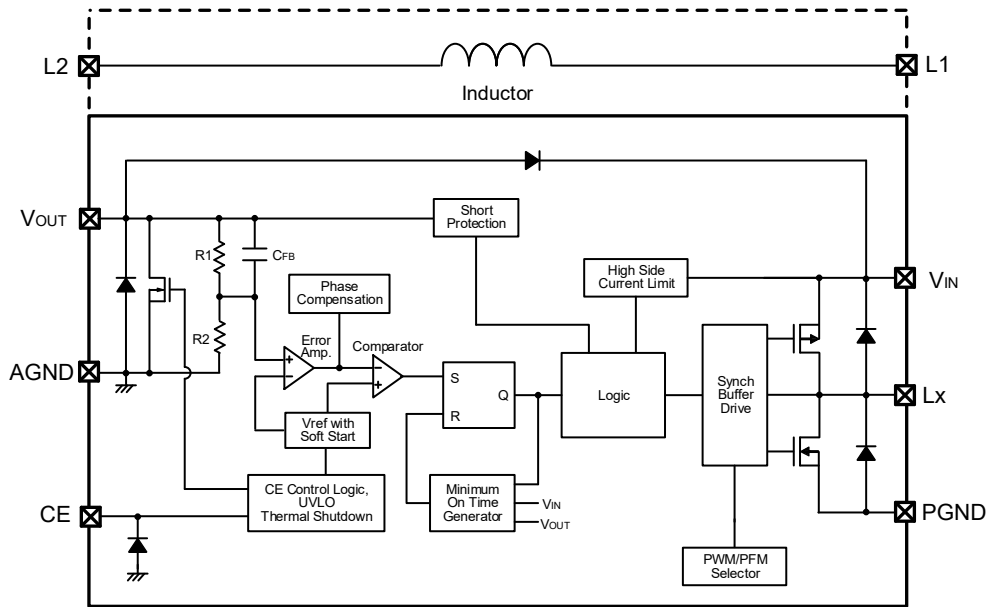 L2
L1
Inductor
VOUT
Short
Protection
R1
CFB
High Side
Current Limit
VIN
Phase
Compensation
R2
Error
Amp.
Comparator
AGND
S
Q
R
Logic
Synch
Buffer
Drive
Lx
Vref with
Soft Start
CE Control Logic,
UVLO
Thermal Shutdown
Minimum
On Time
Generator
VIN
VOUT
CE
PGND
PWM/PFM
Selector